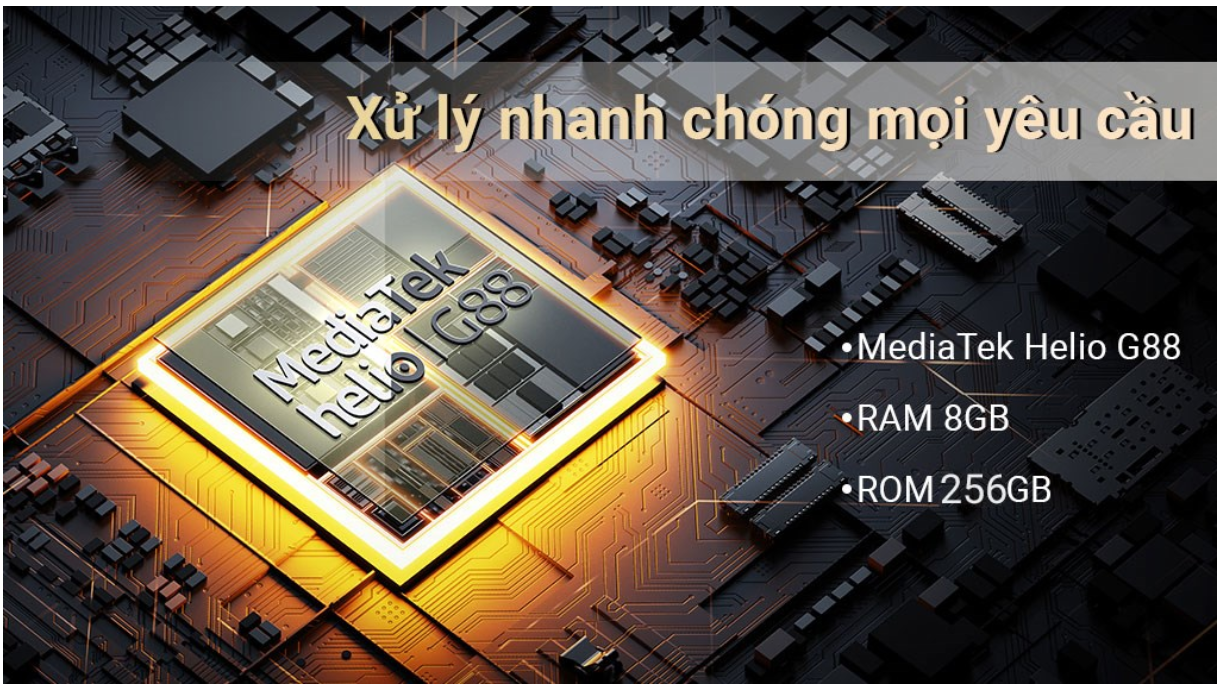 Xử lý nhanh chóng mọi yêu cầu
MediaTek
helio G88
•MediaTek Helio G88
•RAM 8GB
•ROM 256GB